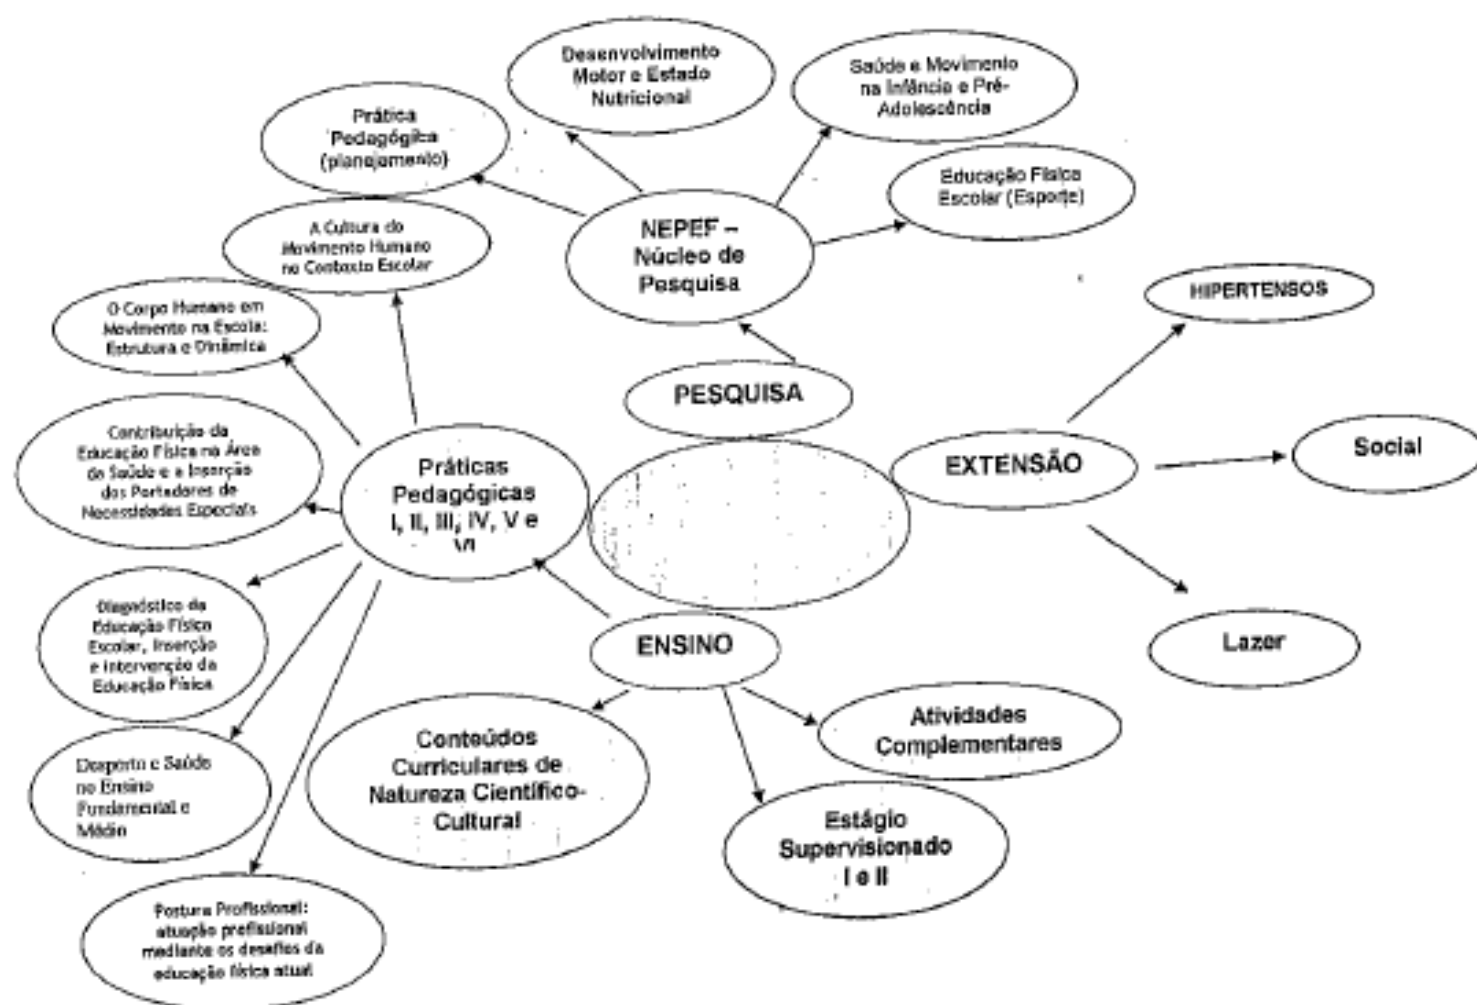 Desenvolvimento
Motor e Estado
Nutricional
Saúde e Movimento
na Infância e Pré-
Adolescência
Prática
Pedagógica
(planejamento)
Educação Física
Escolar (Esporte)
NEPEF –
Núcleo de
Pesquisa
A Cultura do
Movimento Humano
no Contexto Escolar
HIPERTENSOS
O Corpo Humano em
Movimento na Escola:
Estrutura e Dinâmica
PESQUISA
Contribuição da
Educação Física na Área
da Saúde e a Inserção
dos Portadores de
Necessidades Especiais
Práticas
Pedagógicas
I, II, III, IV, V e
VI
EXTENSÃO
Social
Diagnóstico da
Educação Física
Escolar, Inserção
e Intervenção da
Educação Física
ENSINO
Lazer
Conteúdos
Curriculares de
Natureza Científico-
Cultural
Atividades
Complementares
Desporto e Saúde
no Ensino
Fundamental e
Médio
Estágio
Supervisionado
I e II
Postura Profissional:
atuação profissional
mediante os desafios da
educação física atual